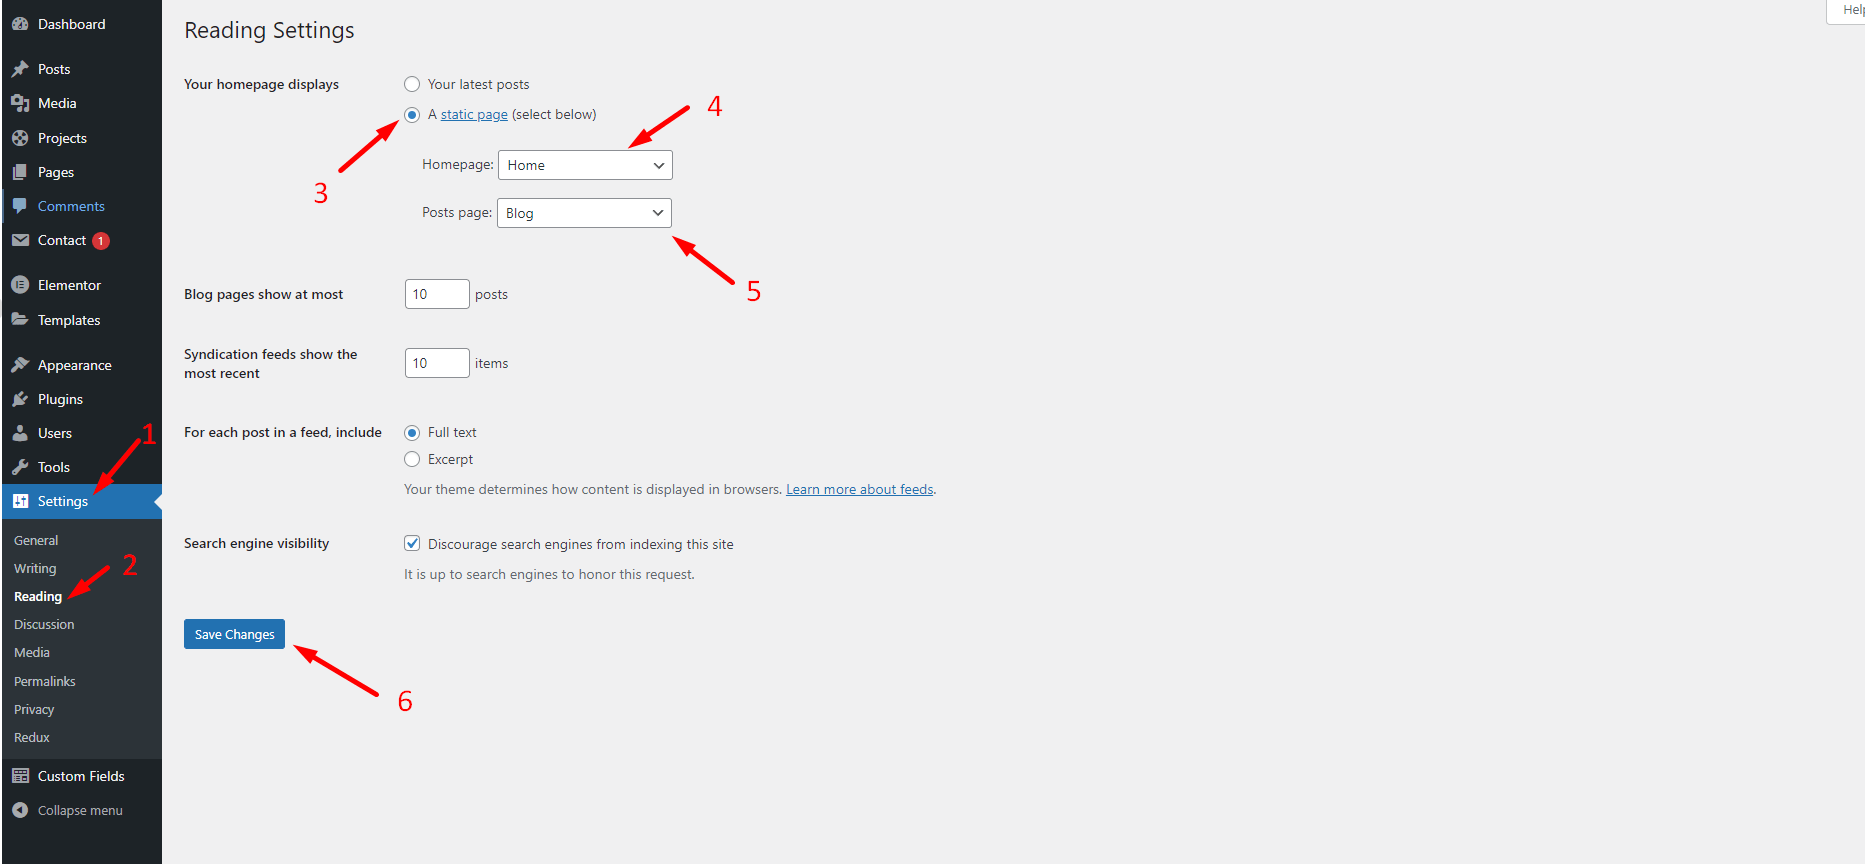 Dashboard
Posts
Media
Projects
Pages
Comments
Contact 1
Elementor
Templates
Appearance
Plugins
Users
1
Tools
Settings
General
Writing
2
Reading
Discussion
Media
Permalinks
Privacy
Redux
Custom Fields
Collapse menu
Help
Reading Settings
Your homepage displays
Your latest posts
A static page (select below)
3
4
Homepage: Home
Posts page: Blog
5
Blog pages show at most 10 posts
Syndication feeds show the
most recent
10 items
For each post in a feed, include
Full text
Excerpt
Your theme determines how content is displayed in browsers. Learn more about feeds.
Search engine visibility
Discourage search engines from indexing this site
It is up to search engines to honor this request.
Save Changes
6